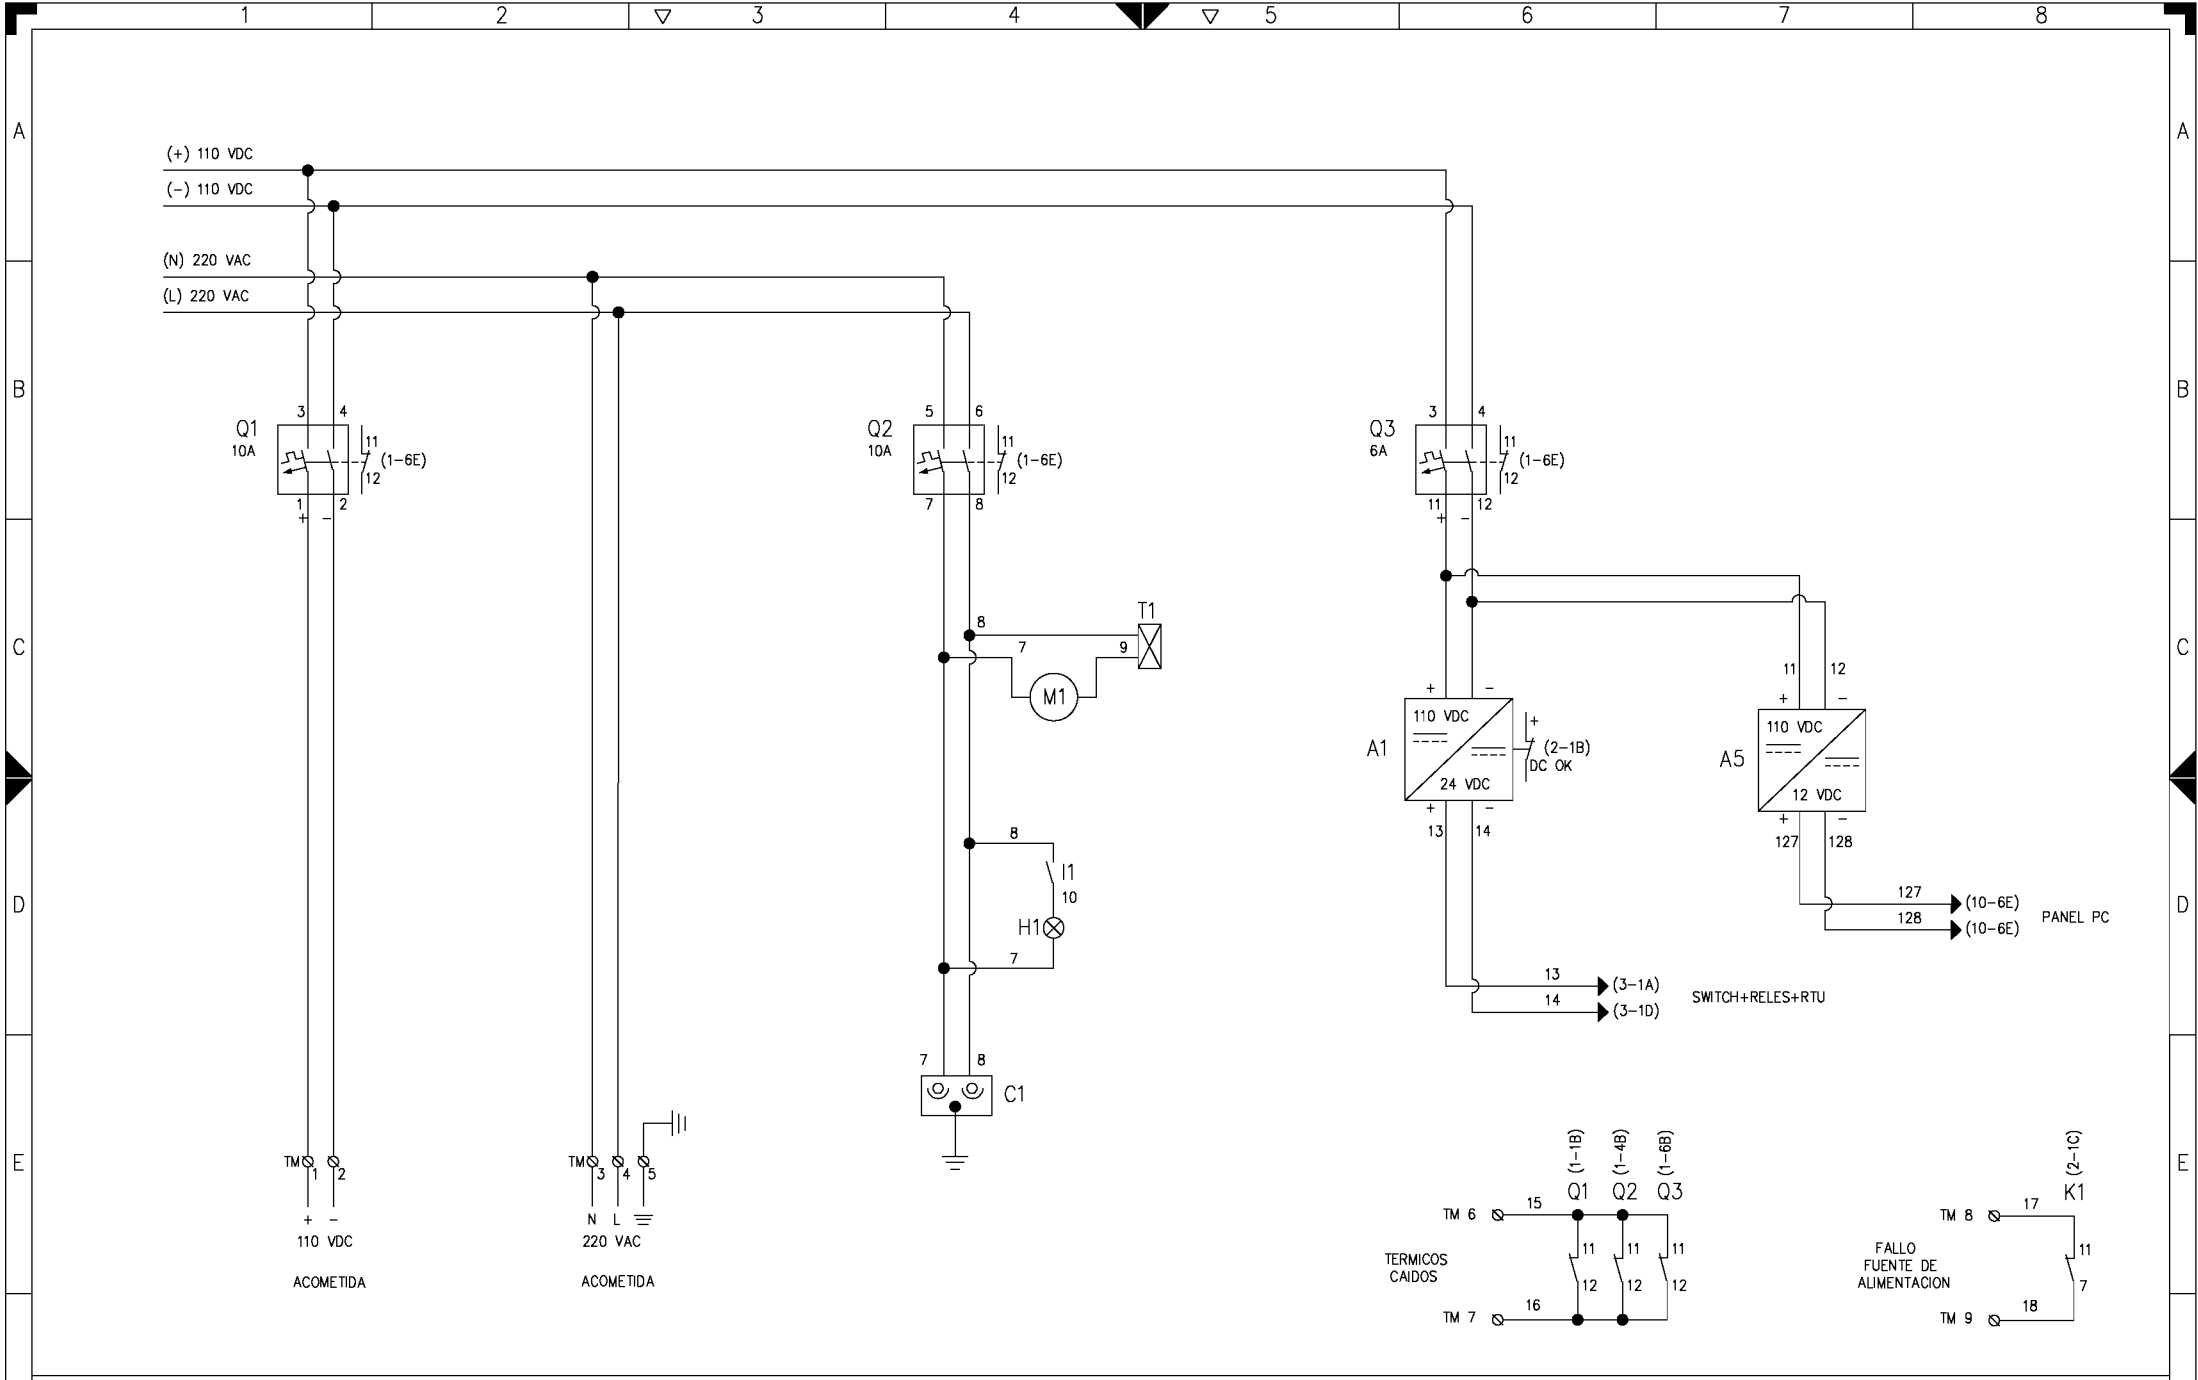 1 2 3 4 5 6 7 8
A A
(+) 110 VDC
(-) 110 VDC
(N) 220 VAC
(L) 220 VAC
B B
3 4
Q1
10A
11
(1-6E)
12
1 2
+ -
5 6
Q2
10A
11
(1-6E)
12
7 8
3 4
Q3
6A
11
(1-6E)
12
11 12
+ -
C C
8
T1
7 9
M1
11 12
+ -
110 VDC
A1
+
(2-1B)
DC OK
24 VDC
+ -
13 14
+ -
110 VDC
A5
12 VDC
+ -
127 128
D D
8
I1
10
H1
7
127 (10-6E)
128 (10-6E)
PANEL PC
13 (3-1A)
14 (3-1D)
SWITCH+RELES+RTU
7 8
C1
E E
TM 1 2
+ -
110 VDC
ACOMETIDA
TM 3 4 5
N L
220 VAC
ACOMETIDA
(1-1B) (1-4B) (1-6B)
Q1 Q2 Q3
TM 6 15
11 11 11
TERMICOS
CAIDOS
12 12 12
TM 7 16
(2-1C)
K1
TM 8 17
11
FALLO
FUENTE DE
ALIMENTACION
7
TM 9 18